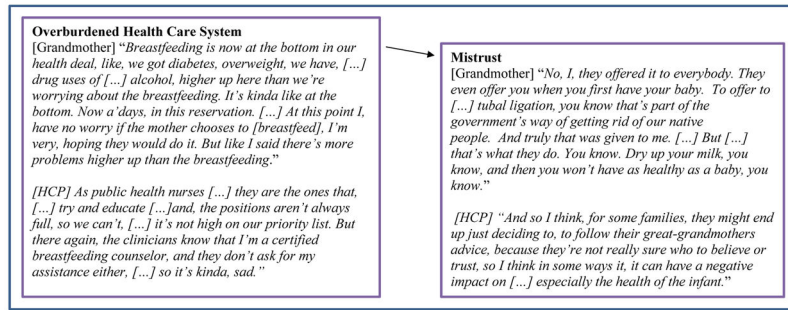 Overburdened Health Care System
[Grandmother] “Breastfeeding is now at the bottom in our
health deal, like, we got diabetes, overweight, we have, […]
drug uses of […] alcohol, higher up here than we’re
worrying about the breastfeeding. It’s kinda like at the
bottom. Now a’days, in this reservation. […] At this point I,
have no worry if the mother chooses to [breastfeed], I’m
very, hoping they would do it. But like I said there’s more
problems higher up than the breastfeeding.”
[HCP] As public health nurses […] they are the ones that,
[…] try and educate […]and, the positions aren’t always
full, so we can’t, […] it’s not high on our priority list. But
there again, the clinicians know that I’m a certified
breastfeeding counselor, and they don’t ask for my
assistance either, […] so it’s kinda, sad.”
Mistrust
[Grandmother] “No, I, they offered it to everybody. They
even offer you when you first have your baby.  To offer to
[…] tubal ligation, you know that’s part of the
government’s way of getting rid of our native
people.  And truly that was given to me. […] But […]
that’s what they do. You know. Dry up your milk, you
know, and then you won’t have as healthy as a baby, you
know.”
[HCP] “And so I think, for some families, they might end
up just deciding to, to follow their great-grandmothers
advice, because they’re not really sure who to believe or
trust, so I think in some ways it, it can have a negative
impact on […] especially the health of the infant.”